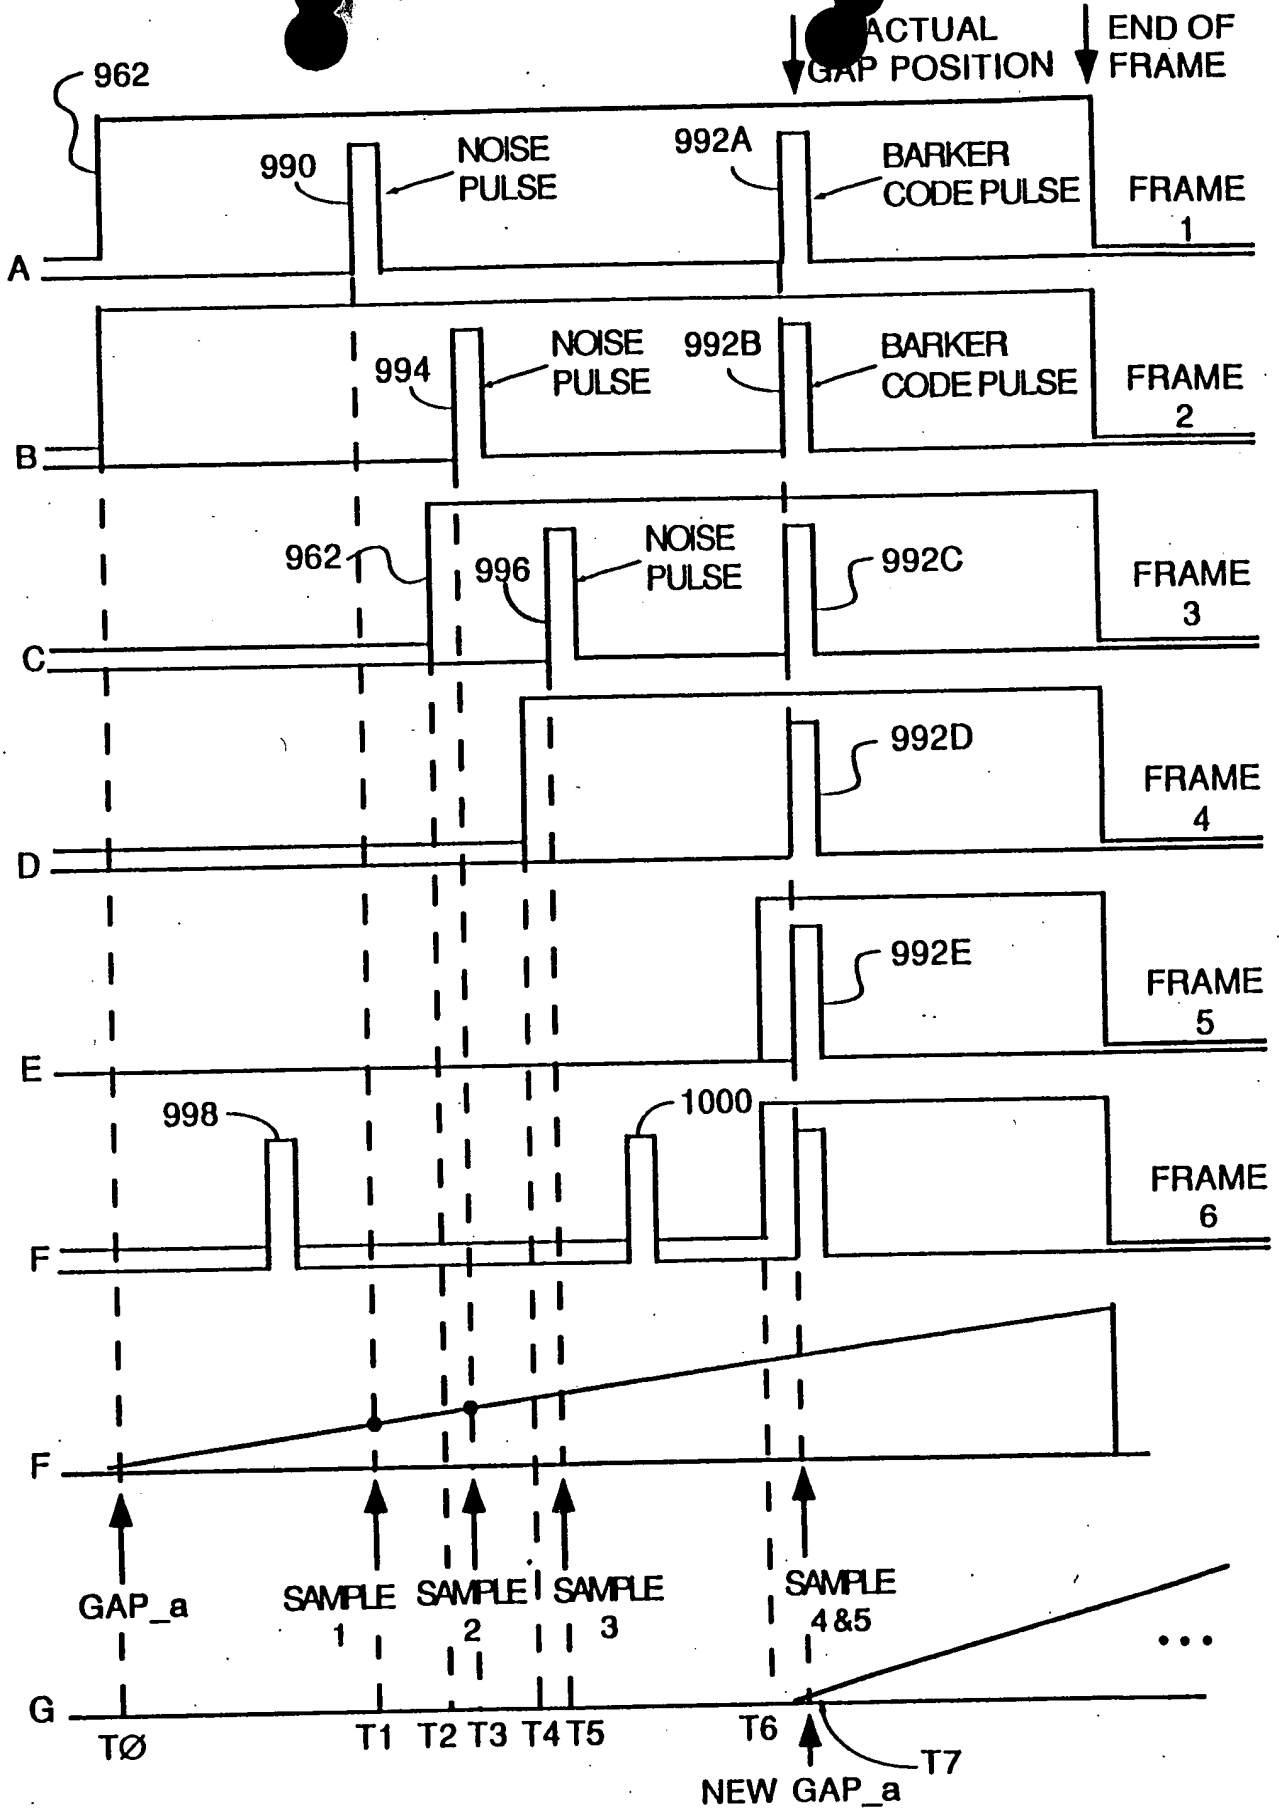 ACTUAL
GAP POSITION
END OF
FRAME
962
990
NOISE
PULSE
992A
BARKER
CODE PULSE
FRAME
1
A
994
NOISE
PULSE
992B
BARKER
CODE PULSE
FRAME
2
B
962
996
NOISE
PULSE
992C
FRAME
3
C
992D
FRAME
4
D
992E
FRAME
5
E
998
1000
FRAME
6
F
F
GAP_a
SAMPLE
1
SAMPLE
2
SAMPLE
3
SAMPLE
4&5
G
TØ
T1
T2
T3
T4
T5
T6
T7
NEW GAP_a